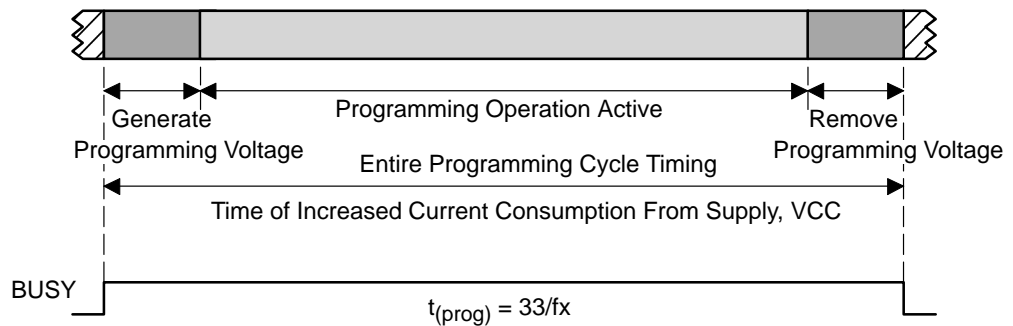 Generate
Programming Voltage
Programming Operation Active
Remove
Programming Voltage
Entire Programming Cycle Timing
Time of Increased Current Consumption From Supply, VCC
BUSY
t(prog) = 33/fx